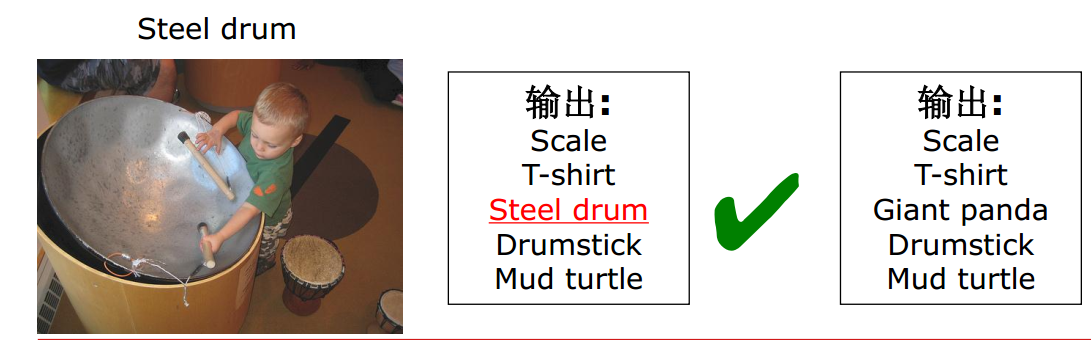 Steel drum
输出:
Scale
T-shirt
Steel drum
Drumstick
Mud turtle
输出:
Scale
T-shirt
Giant panda
Drumstick
Mud turtle